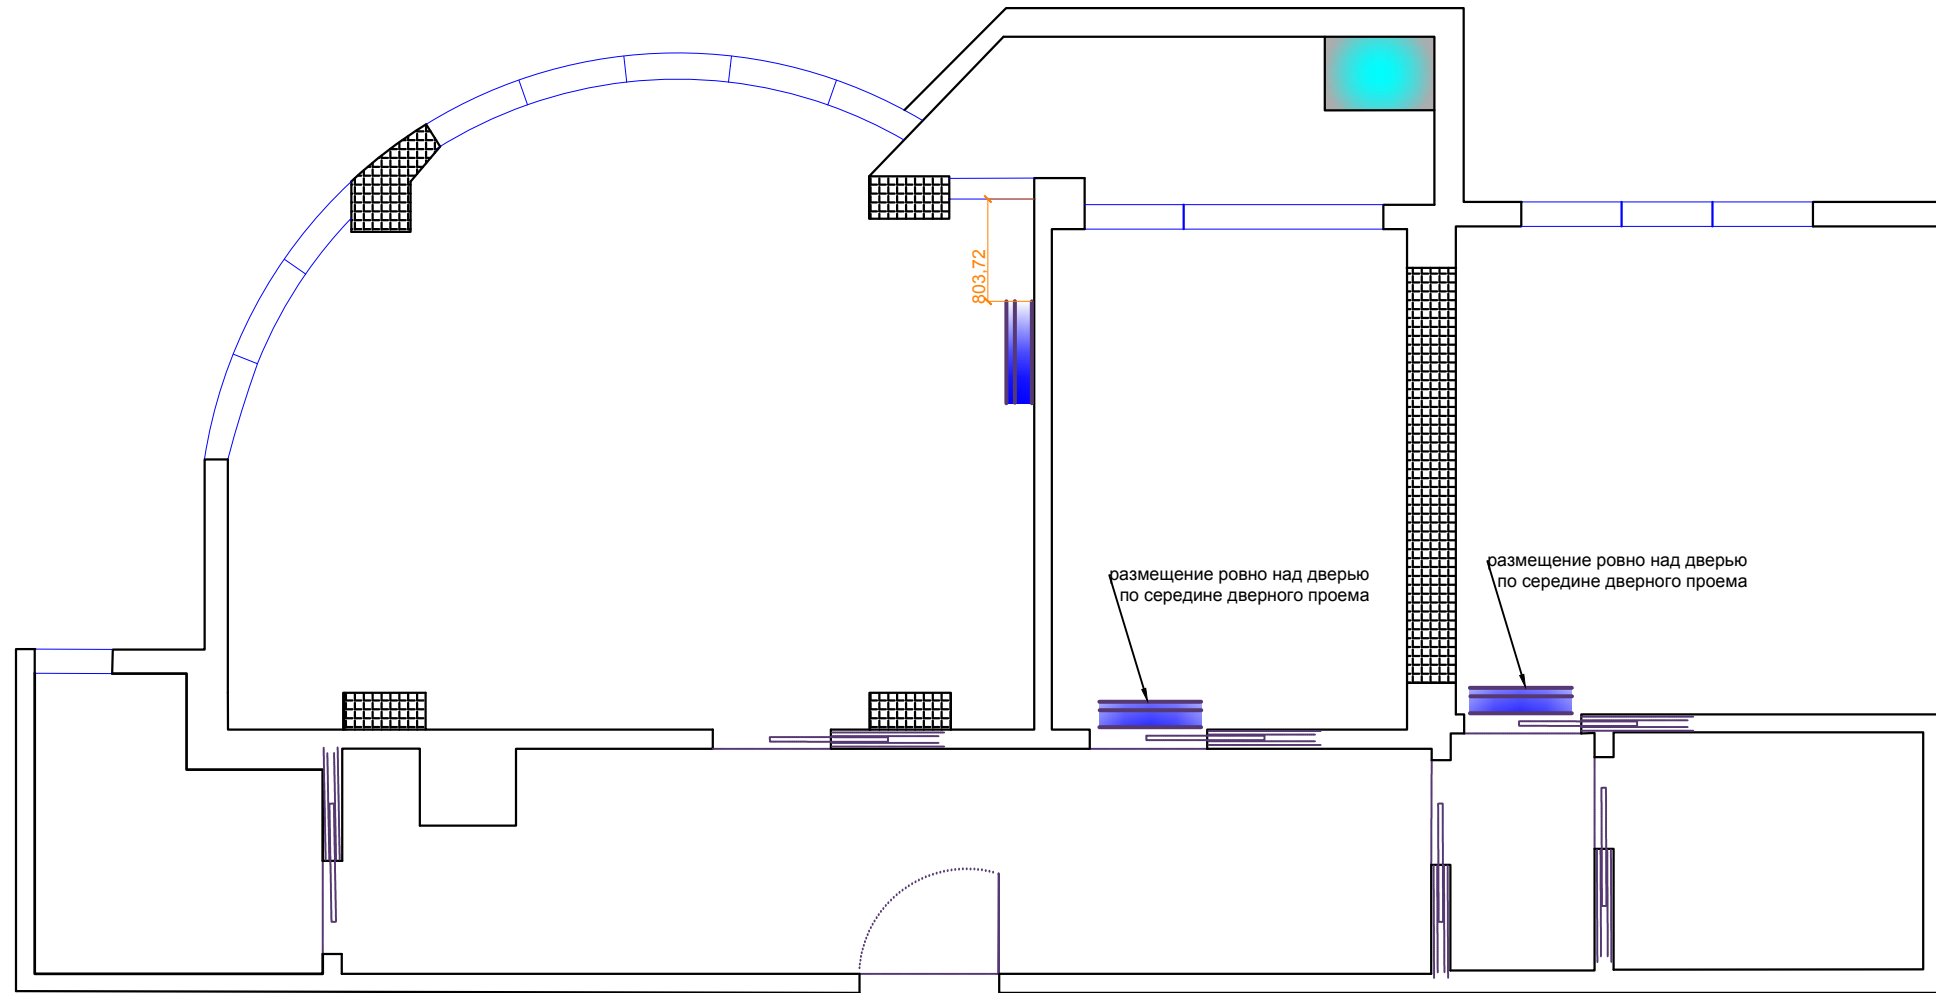 803,72
размещение ровно над дверью
по середине дверного проема
размещение ровно над дверью
по середине дверного проема